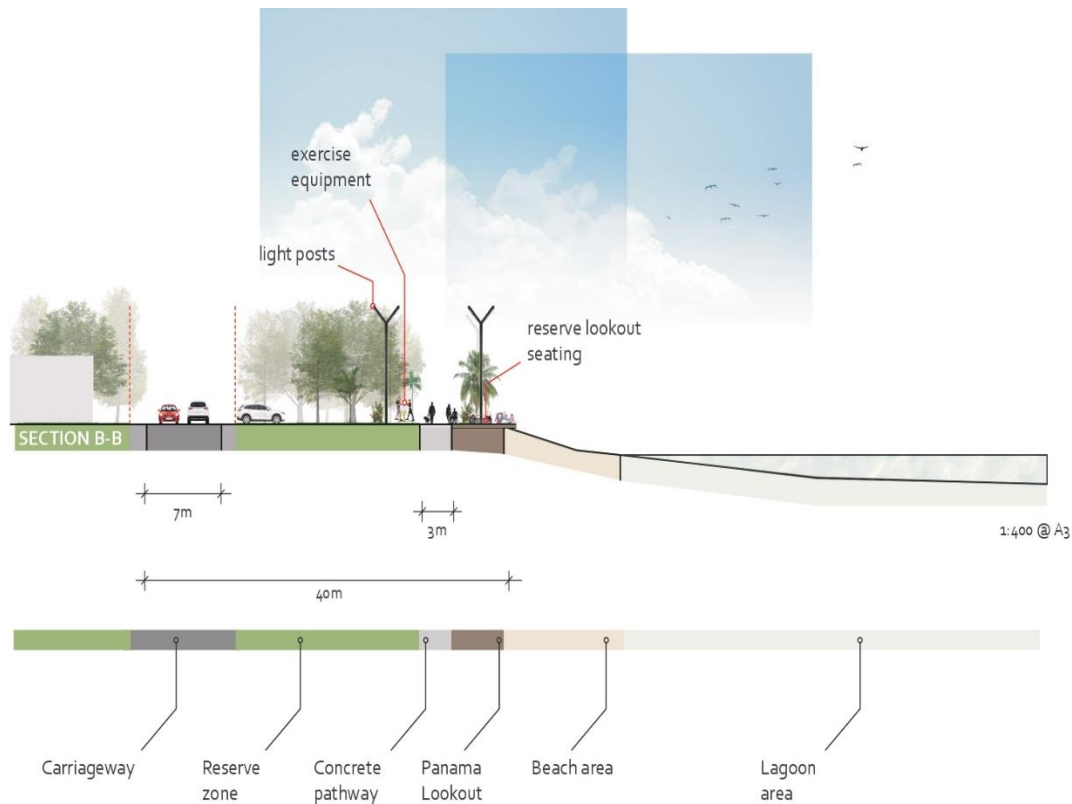 exercise
equipment
light posts
reserve lookout
seating
SECTION B-B
7m
3m
1:400 @ A3
40m
Carriageway
Reserve
zone
Concrete
pathway
Panama
Lookout
Beach area
Lagoon
area